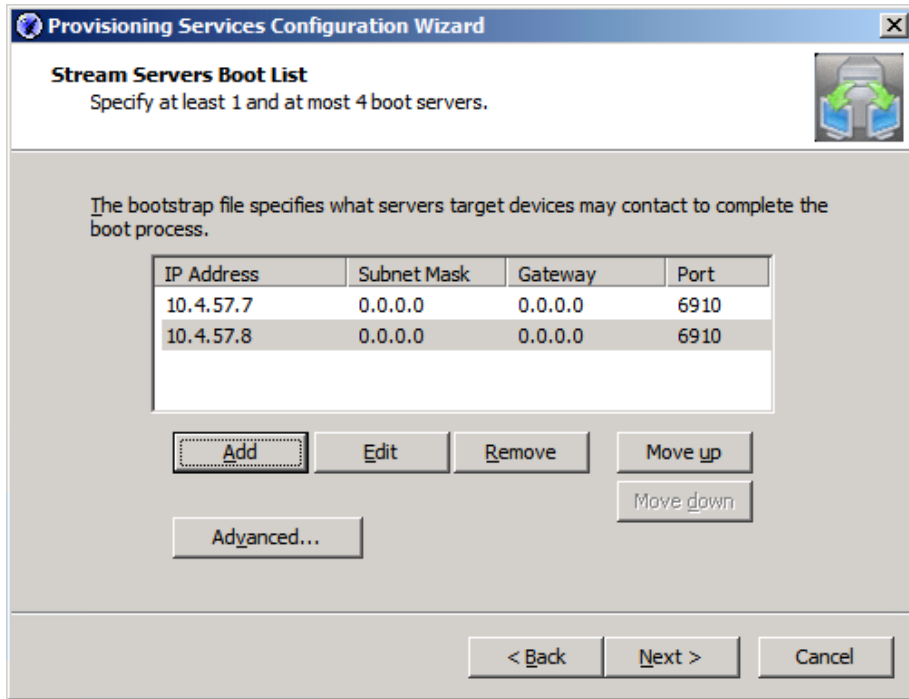 Provisioning Services Configuration Wizard
Stream Servers Boot List
Specify at least 1 and at most 4 boot servers.
The bootstrap file specifies what servers target devices may contact to complete the
boot process.
IP Address Subnet Mask Gateway Port
10.4.57.7 0.0.0.0 0.0.0.0 6910
10.4.57.8 0.0.0.0 0.0.0.0 6910
Add Edit Remove Move up
Move down
Advanced...
< Back Next > Cancel